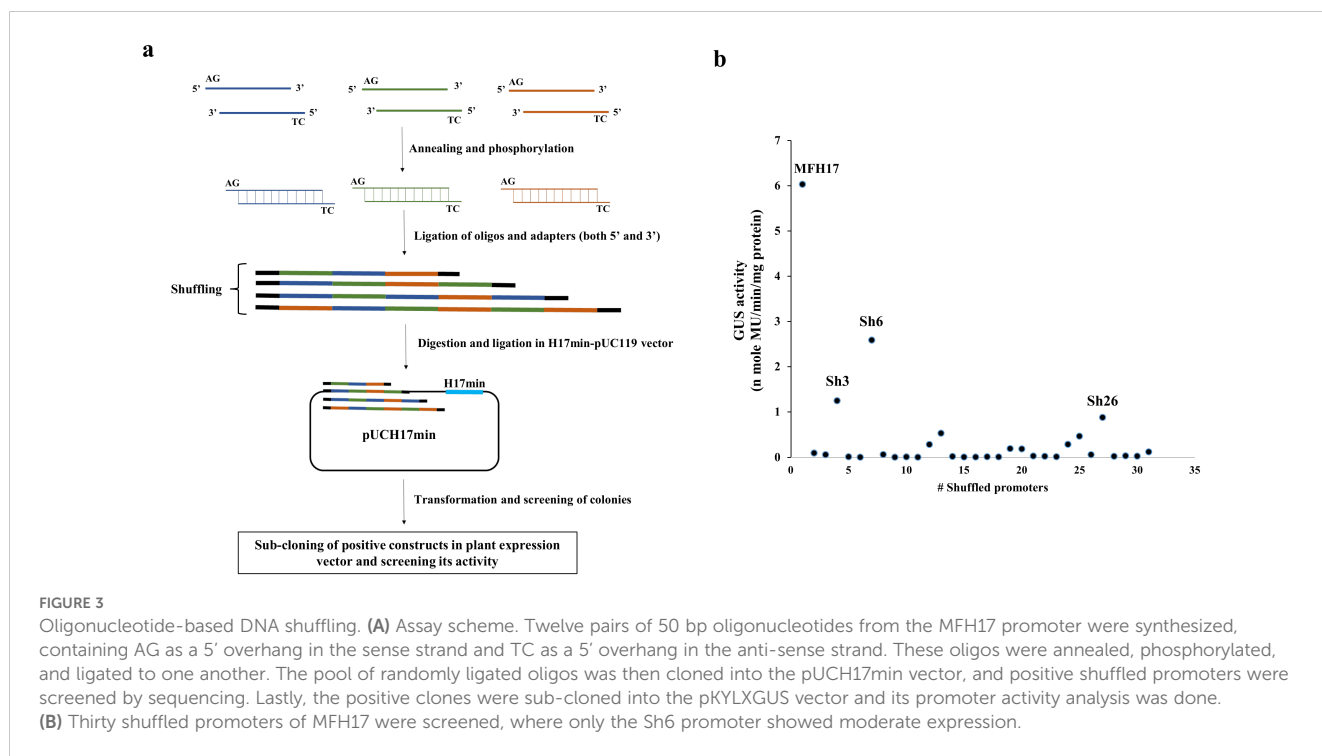 a
AG
5’ 3’
3’ 5’
TC
AG
5’ 3’
3’ 5’
TC
AG
5’ 3’
3’ 5’
TC
Annealing and phosphorylation
AG
TC
AG
TC
AG
TC
Ligation of oligos and adapters (both 5’ and 3’)
Shuffling
Digestion and ligation in H17min-pUC119 vector
H17min
pUCH17min
Transformation and screening of colonies
Sub-cloning of positive constructs in plant expression
vector and screening its activity
b
GUS activity
(n mole MU/min/mg protein)
7
6
5
4
3
2
1
0
MFH17
Sh3
Sh6
Sh26
0 5 10 15 20 25 30 35
# Shuffled promoters
FIGURE 3
Oligonucleotide-based DNA shuffling. (A) Assay scheme. Twelve pairs of 50 bp oligonucleotides from the MFH17 promoter were synthesized,
containing AG as a 5’ overhang in the sense strand and TC as a 5’ overhang in the anti-sense strand. These oligos were annealed, phosphorylated,
and ligated to one another. The pool of randomly ligated oligos was then cloned into the pUCH17min vector, and positive shuffled promoters were
screened by sequencing. Lastly, the positive clones were sub-cloned into the pKYLXGUS vector and its promoter activity analysis was done.
(B) Thirty shuffled promoters of MFH17 were screened, where only the Sh6 promoter showed moderate expression.